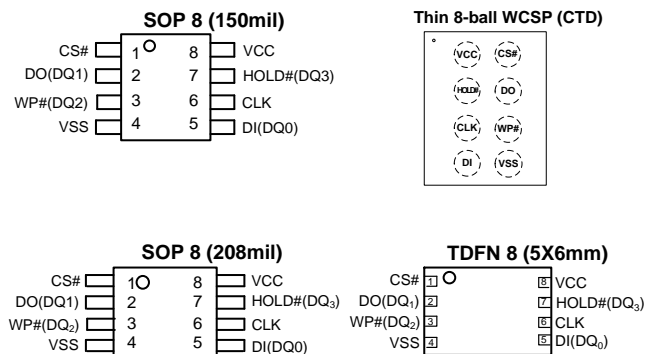 SOP 8 (150mil)
CS# 1 8 VCC
DO(DQ1) 2 7 HOLD#(DQ3)
WP#(DQ2) 3 6 CLK
VSS 4 5 DI(DQ0)
Thin 8-ball WCSP (CTD)
VCC CS#
HOLD# DO
CLK WP#
DI VSS
SOP 8 (208mil)
CS# 1 8 VCC
DO(DQ1) 2 7 HOLD#(DQ₃)
WP#(DQ₂) 3 6 CLK
VSS 4 5 DI(DQ0)
TDFN 8 (5X6mm)
CS# 1 8 VCC
DO(DQ₁) 2 7 HOLD#(DQ₃)
WP#(DQ₂) 3 6 CLK
VSS 4 5 DI(DQ₀)